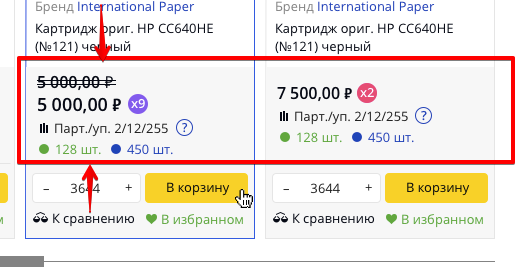 Бренд International Paper
Картридж ориг. HP CC640HE
(№121) черный
5 000,00 ₽
5 000,00 ₽ x9
Парт./уп. 2/12/255 ?
128 шт. 450 шт.
– 3644 + В корзину
К сравнению В избранном
Бренд International Paper
Картридж ориг. HP CC640HE
(№121) черный
7 500,00 ₽ x2
Парт./уп. 2/12/255 ?
128 шт. 450 шт.
– 3644 + В корзину
К сравнению В избранном
м